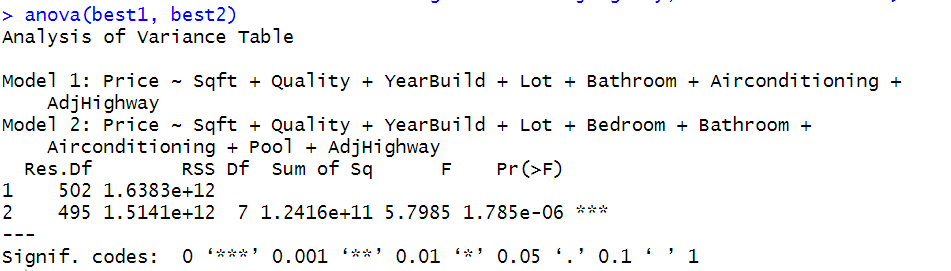 > anova(best1, best2)
Analysis of Variance Table

Model 1: Price ~ Sqft + Quality + YearBuild + Lot + Bathroom + Airconditioning +
    AdjHighway
Model 2: Price ~ Sqft + Quality + YearBuild + Lot + Bedroom + Bathroom +
    Airconditioning + Pool + AdjHighway
  Res.Df        RSS Df  Sum of Sq      F    Pr(>F)
1    502 1.6383e+12
2    495 1.5141e+12  7 1.2416e+11 5.7985 1.785e-06 ***
---
Signif. codes:  0 ‘***’ 0.001 ‘**’ 0.01 ‘*’ 0.05 ‘.’ 0.1 ‘ ’ 1